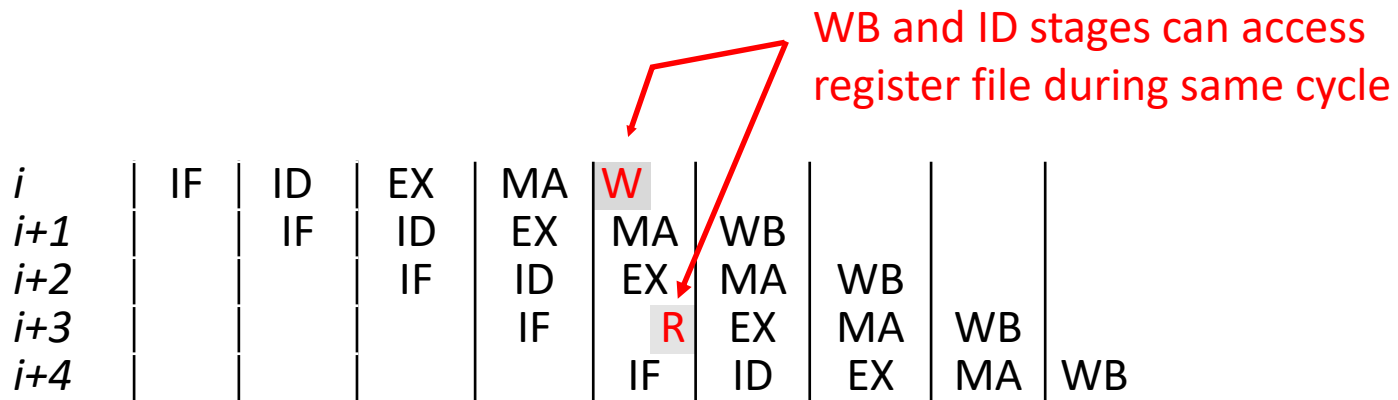 WB and ID stages can access
register file during same cycle
i IF ID EX MA W
i+1 IF ID EX MA WB
i+2 IF ID EX MA WB
i+3 IF R EX MA WB
i+4 IF ID EX MA WB